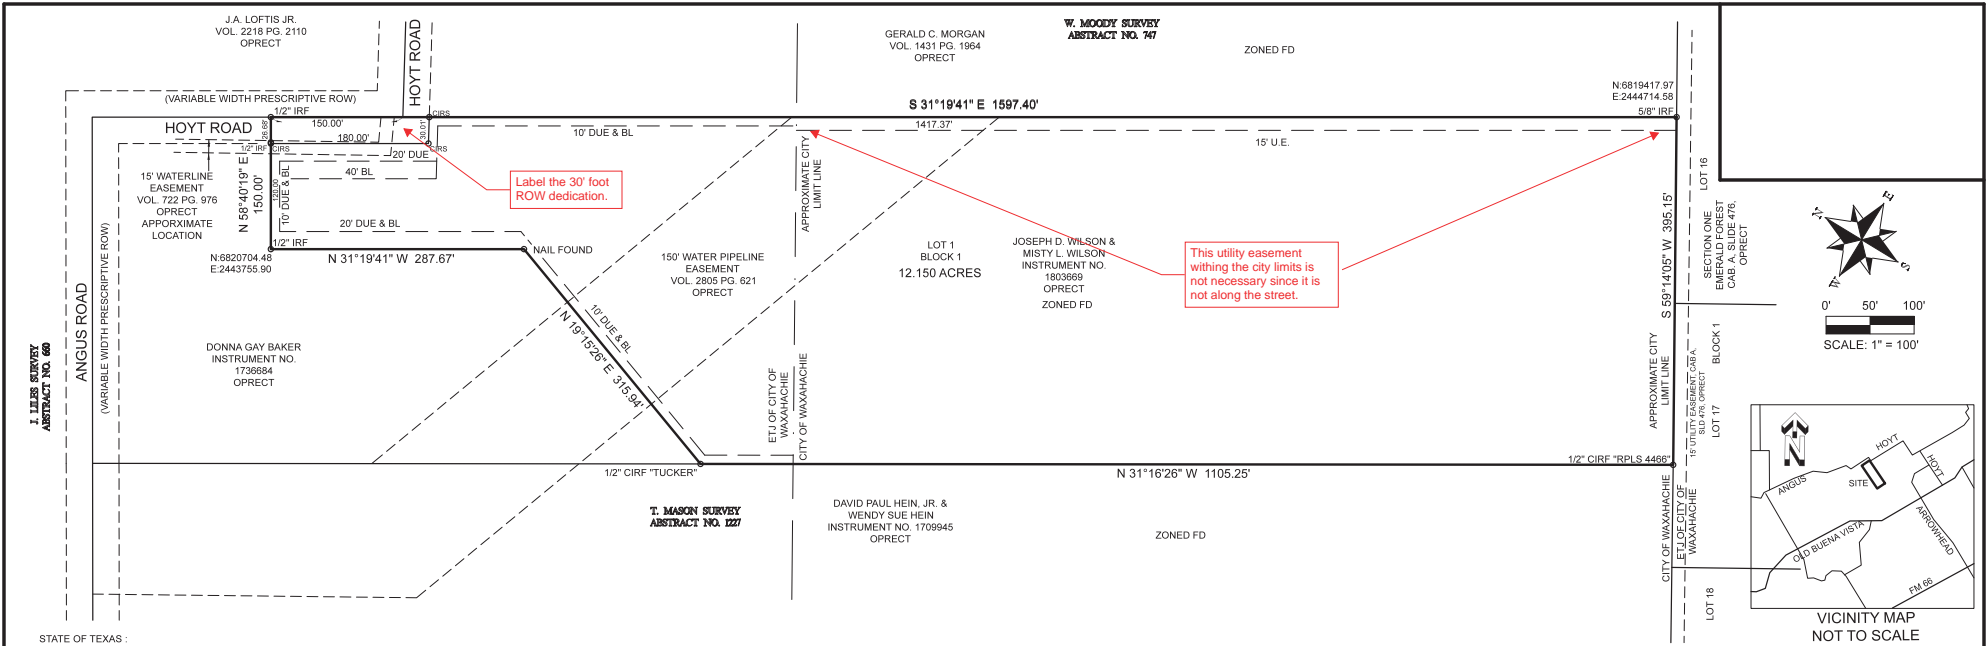 J.A. LOFTIS JR.
VOL. 2218 PG. 2110
OPRECT
HOYT ROAD
GERALD C. MORGAN
VOL. 1431 PG. 1964
OPRECT
W. MOODY SURVEY
ABSTRACT NO. 747
ZONED FD
N:6819417.97
E:2444714.58
5/8" IRF
(VARIABLE WIDTH PRESCRIPTIVE ROW)
1/2" IRF
CIRS
S 31°19'41" E 1597.40'
150.00'
HOYT ROAD
26.68'
180.00'
30.01'
10' DUE & BL
1417.37'
15' U.E.
1/2" IRF
CIRS
CIRS
20' DUE
40' BL
APPROXIMATE CITY
LIMIT LINE
15' WATERLINE
EASEMENT
VOL. 722 PG. 976
OPRECT
APPORXIMATE
LOCATION
N 58°40'19" E
150.00'
120.00
10' DUE & BL
Label the 30' foot
ROW dedication.
20' DUE & BL
1/2" IRF
NAIL FOUND
N:6820704.48
E:2443755.90
N 31°19'41" W 287.67'
150' WATER PIPELINE
EASEMENT
VOL. 2805 PG. 621
OPRECT
LOT 1
BLOCK 1
12.150 ACRES
JOSEPH D. WILSON &
MISTY L. WILSON
INSTRUMENT NO.
1803669
OPRECT
ZONED FD
This utility easement
withing the city limits is
not necessary since it is
not along the street.
S 59°14'05" W 395.15'
LOT 16
SECTION ONE
EMERALD FOREST
CAB. A, SLIDE 476,
OPRECT
N
E
S
W
0' 50' 100'
SCALE: 1" = 100'
J. LILES SURVEY
ABSTRACT NO. 660
ANGUS ROAD
(VARIABLE WIDTH PRESCRIPTIVE ROW)
DONNA GAY BAKER
INSTRUMENT NO.
1736684
OPRECT
10' DUE & BL
N 19°15'26" E 315.94'
ETJ OF CITY OF
WAXAHACHIE
CITY OF WAXAHACHIE
APPROXIMATE CITY
LIMIT LINE
15' UTILITY EASEMENT, CAB A,
SLD 476, OPRECT
BLOCK 1
LOT 17
1/2" CIRF "TUCKER"
N 31°16'26" W 1105.25'
1/2" CIRF "RPLS 4466"
T. MASON SURVEY
ABSTRACT NO. 1227
DAVID PAUL HEIN, JR. &
WENDY SUE HEIN
INSTRUMENT NO. 1709945
OPRECT
ZONED FD
CITY OF WAXAHACHIE
ETJ OF CITY OF
WAXAHACHIE
LOT 18
N
HOYT
HOYT
ANGUS
SITE
OLD BUENA VISTA
ARROWHEAD
FM 66
VICINITY MAP
NOT TO SCALE
STATE OF TEXAS :